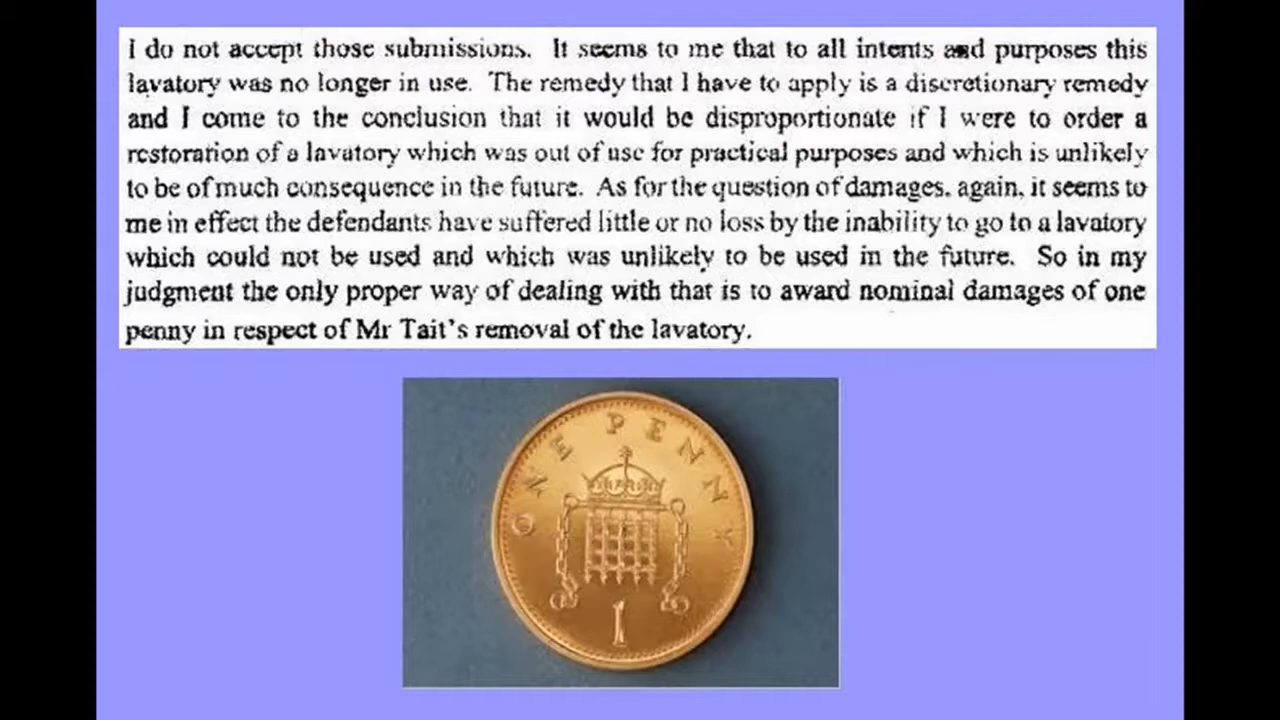 I do not accept those submissions. It seems to me that to all intents and purposes this
lavatory was no longer in use. The remedy that I have to apply is a discretionary remedy
and I come to the conclusion that it would be disproportionate if I were to order a
restoration of a lavatory which was out of use for practical purposes and which is unlikely
to be of much consequence in the future. As for the question of damages, again, it seems to
me in effect the defendants have suffered little or no loss by the inability to go to a lavatory
which could not be used and which was unlikely to be used in the future. So in my
judgment the only proper way of dealing with that is to award nominal damages of one
penny in respect of Mr Tait's removal of the lavatory.
ONE PENNY
1